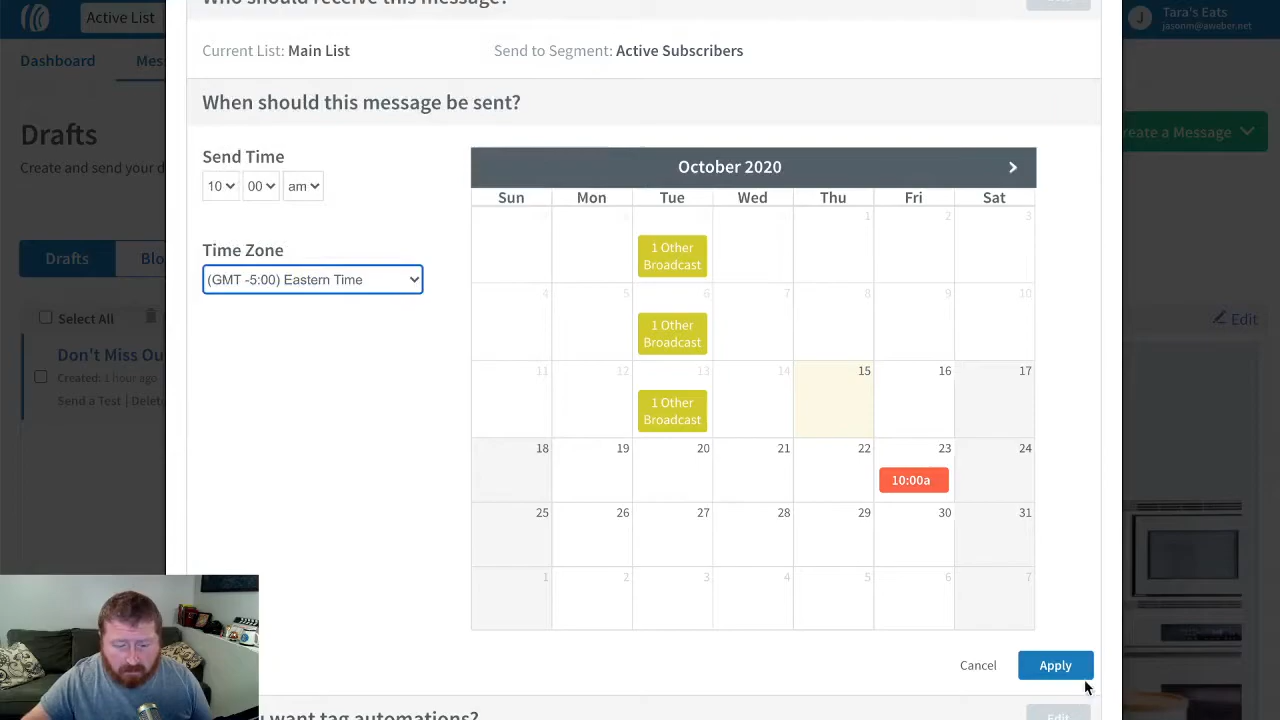 Who should receive this message?
Active List
Tara's Eats
jasonm@aweber.net
J
Current List: Main List
Send to Segment: Active Subscribers
Dashboard
Mes
When should this message be sent?
Drafts
Create and send your d
reate a Message
Send Time
10 00 am
Time Zone
(GMT -5:00) Eastern Time
Drafts
Blo
Select All
Edit
Don't Miss Ou
Created: 1 hour ago
Send a Test | Delet
October 2020
Sun Mon Tue Wed Thu Fri Sat
1 2 3
1 Other
Broadcast
4 5 6 7 8 9 10
1 Other
Broadcast
11 12 13 14 15 16 17
1 Other
Broadcast
18 19 20 21 22 23 24
10:00a
25 26 27 28 29 30 31
1 2 3 4 5 6 7
Cancel
Apply
want tag automations?
Edit